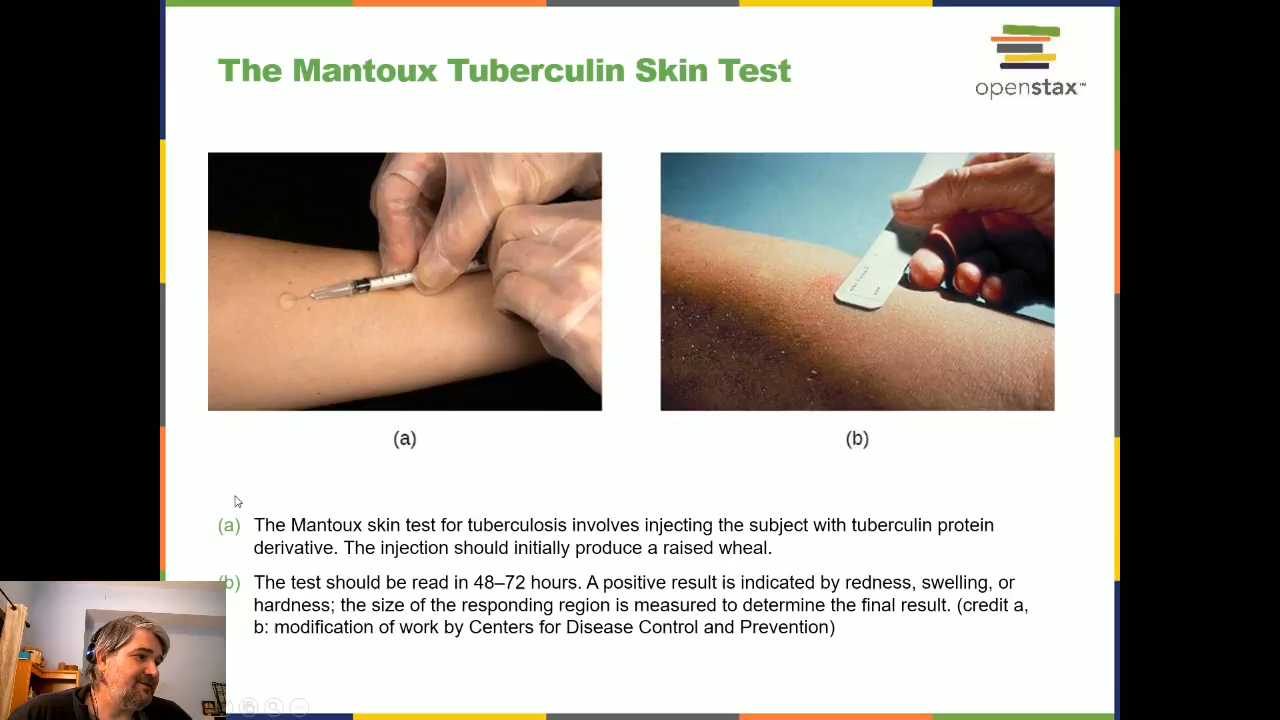 The Mantoux Tuberculin Skin Test
openstax™
(a)
(b)
(a) The Mantoux skin test for tuberculosis involves injecting the subject with tuberculin protein
derivative. The injection should initially produce a raised wheal.
(b) The test should be read in 48–72 hours. A positive result is indicated by redness, swelling, or
hardness; the size of the responding region is measured to determine the final result. (credit a,
b: modification of work by Centers for Disease Control and Prevention)